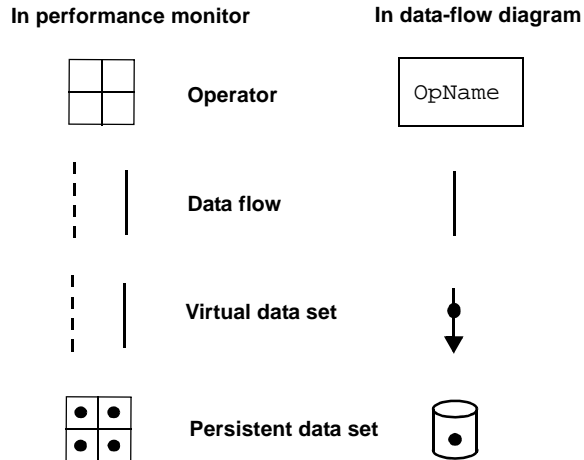 In performance monitor
In data-flow diagram
Operator
OpName
Data flow
Virtual data set
Persistent data set